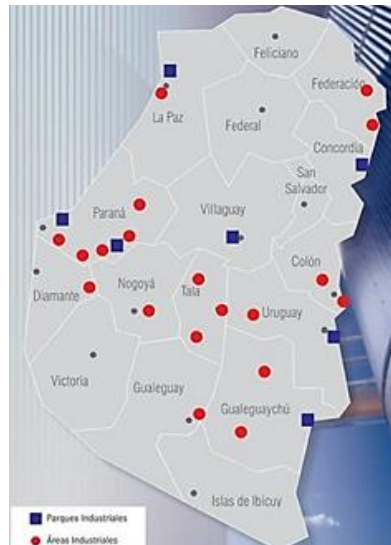 Feliciano
Federación
La Paz
Federal
Concordia
San
Salvador
Paraná
Villaguay
Colón
Diamante
Nogoyá
Tala
Uruguay
Victoria
Gualeguay
Gualeguaychú
Islas de Ibicuy
Parques Industriales
Áreas Industriales